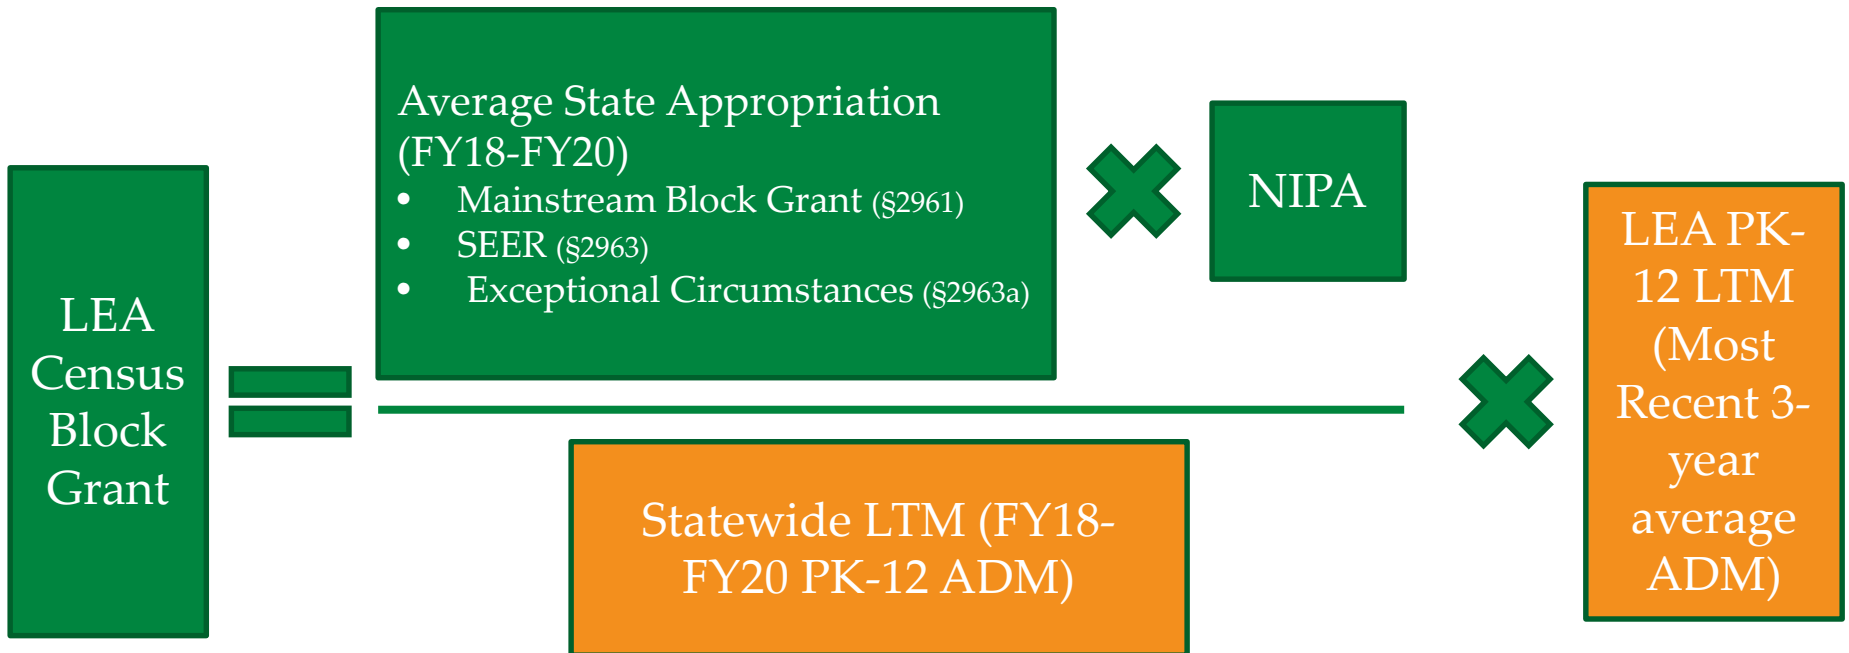 LEA
Census
Block
Grant
Average State Appropriation
(FY18-FY20)
• Mainstream Block Grant (§2961)
• SEER (§2963)
• Exceptional Circumstances (§2963a)
NIPA
Statewide LTM (FY18-
FY20 PK-12 ADM)
LEA PK-
12 LTM
(Most
Recent 3-
year
average
ADM)